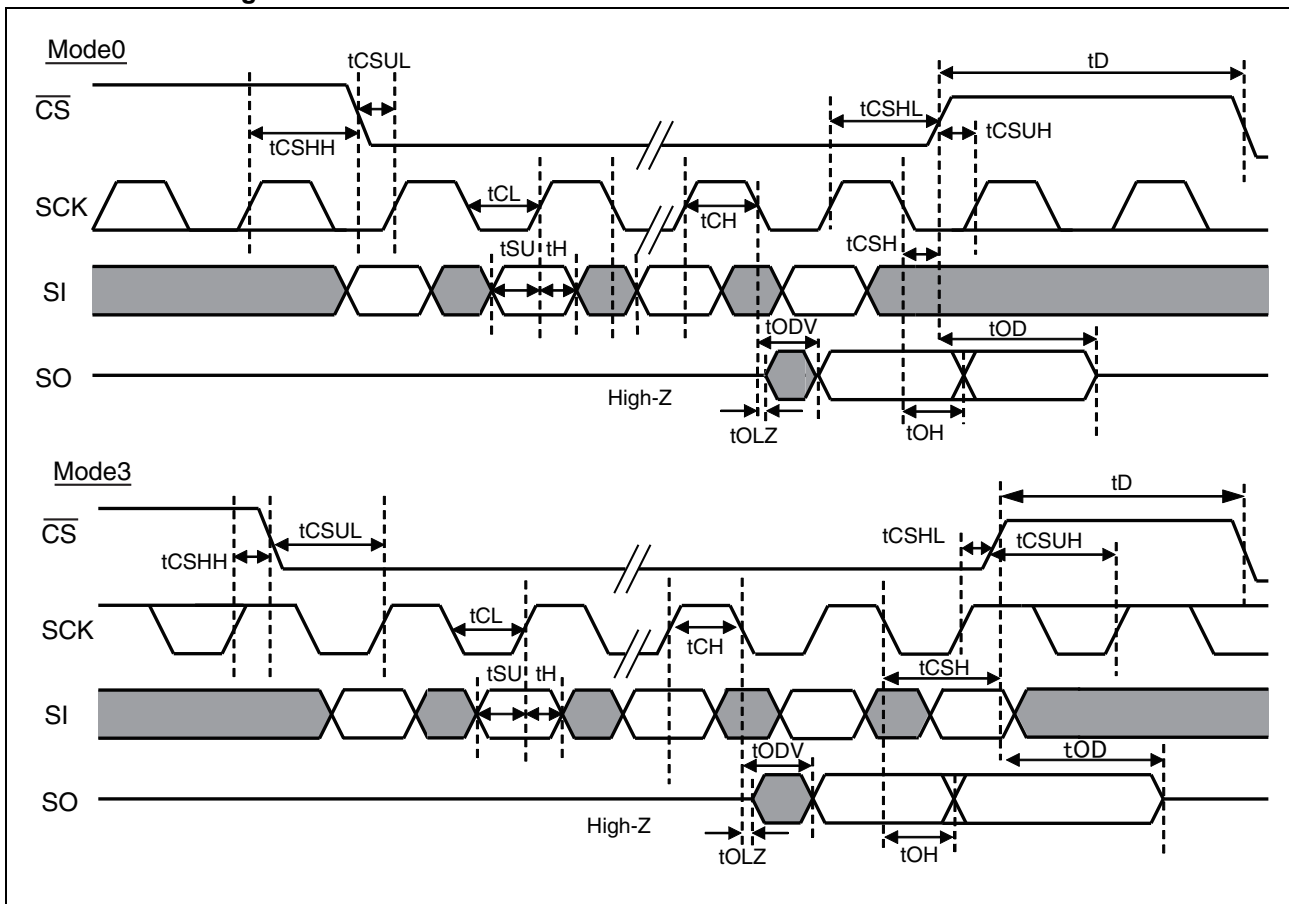 Mode0
tCSUL
tD
CS
tCSHL
tCSUH
tCSHH
SCK
tCL
tCH
tCSH
tSU
tH
SI
tODV
tOD
SO
High-Z
tOLZ
tOH
Mode3
tD
CS
tCSUL
tCSHL
tCSUH
tCSHH
SCK
tCL
tCH
tCSH
tSU
tH
SI
tODV
tOD
SO
High-Z
tOLZ
tOH